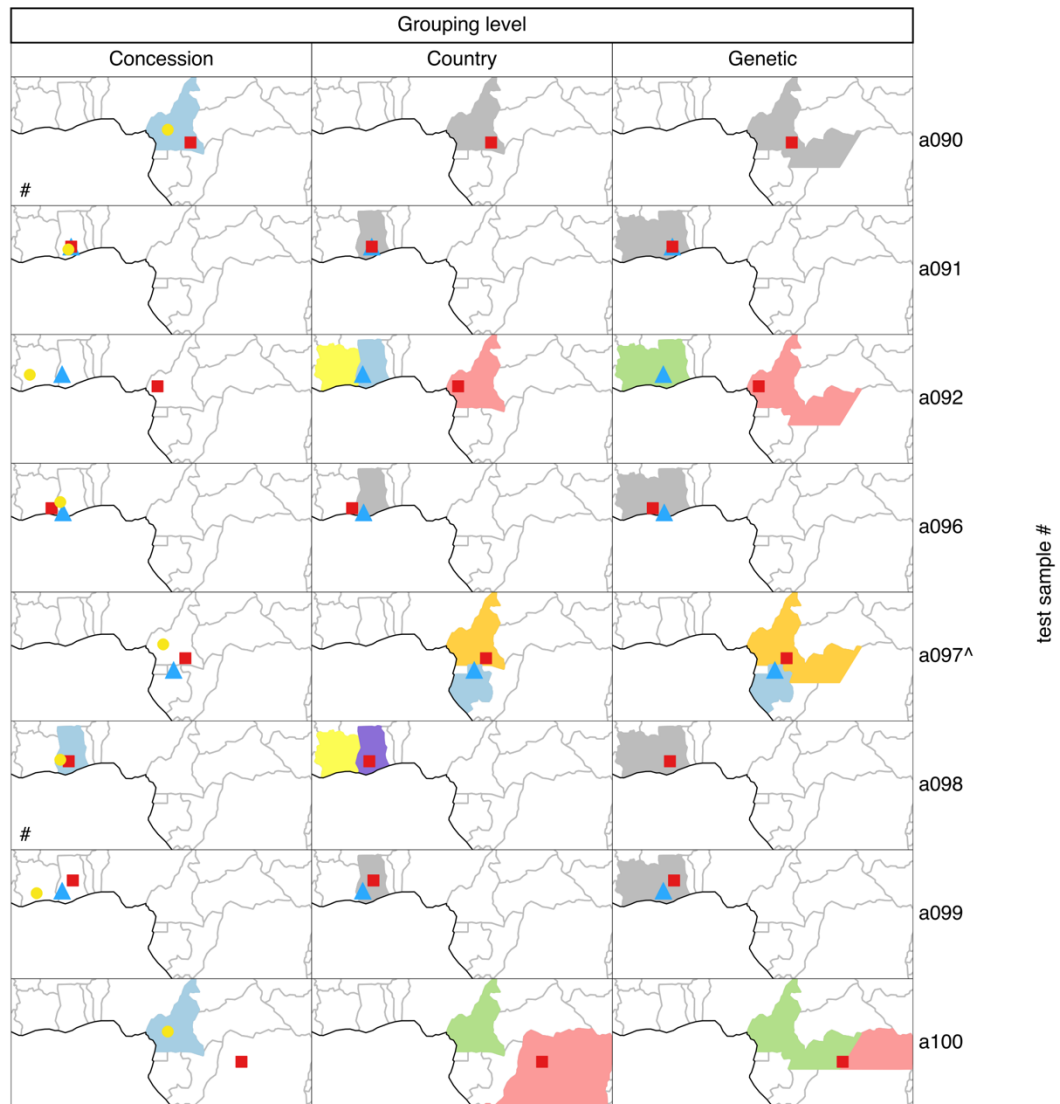 Grouping level
Concession Country Genetic
a090
#
a091
a092
a096
a097^
a098
#
a099
a100
test sample #